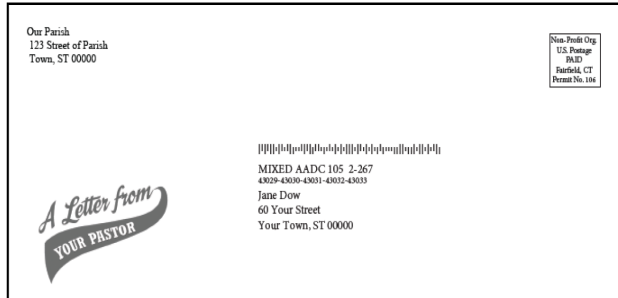 Our Parish
123 Street of Parish
Town, ST 00000
Non-Profit Org.
U.S. Postage
PAID
Fairfield, CT
Permit No. 106
MIXED AADC 105 2-267
43029-43030-43031-43032-43033
Jane Dow
60 Your Street
Your Town, ST 00000
A Letter from
YOUR PASTOR